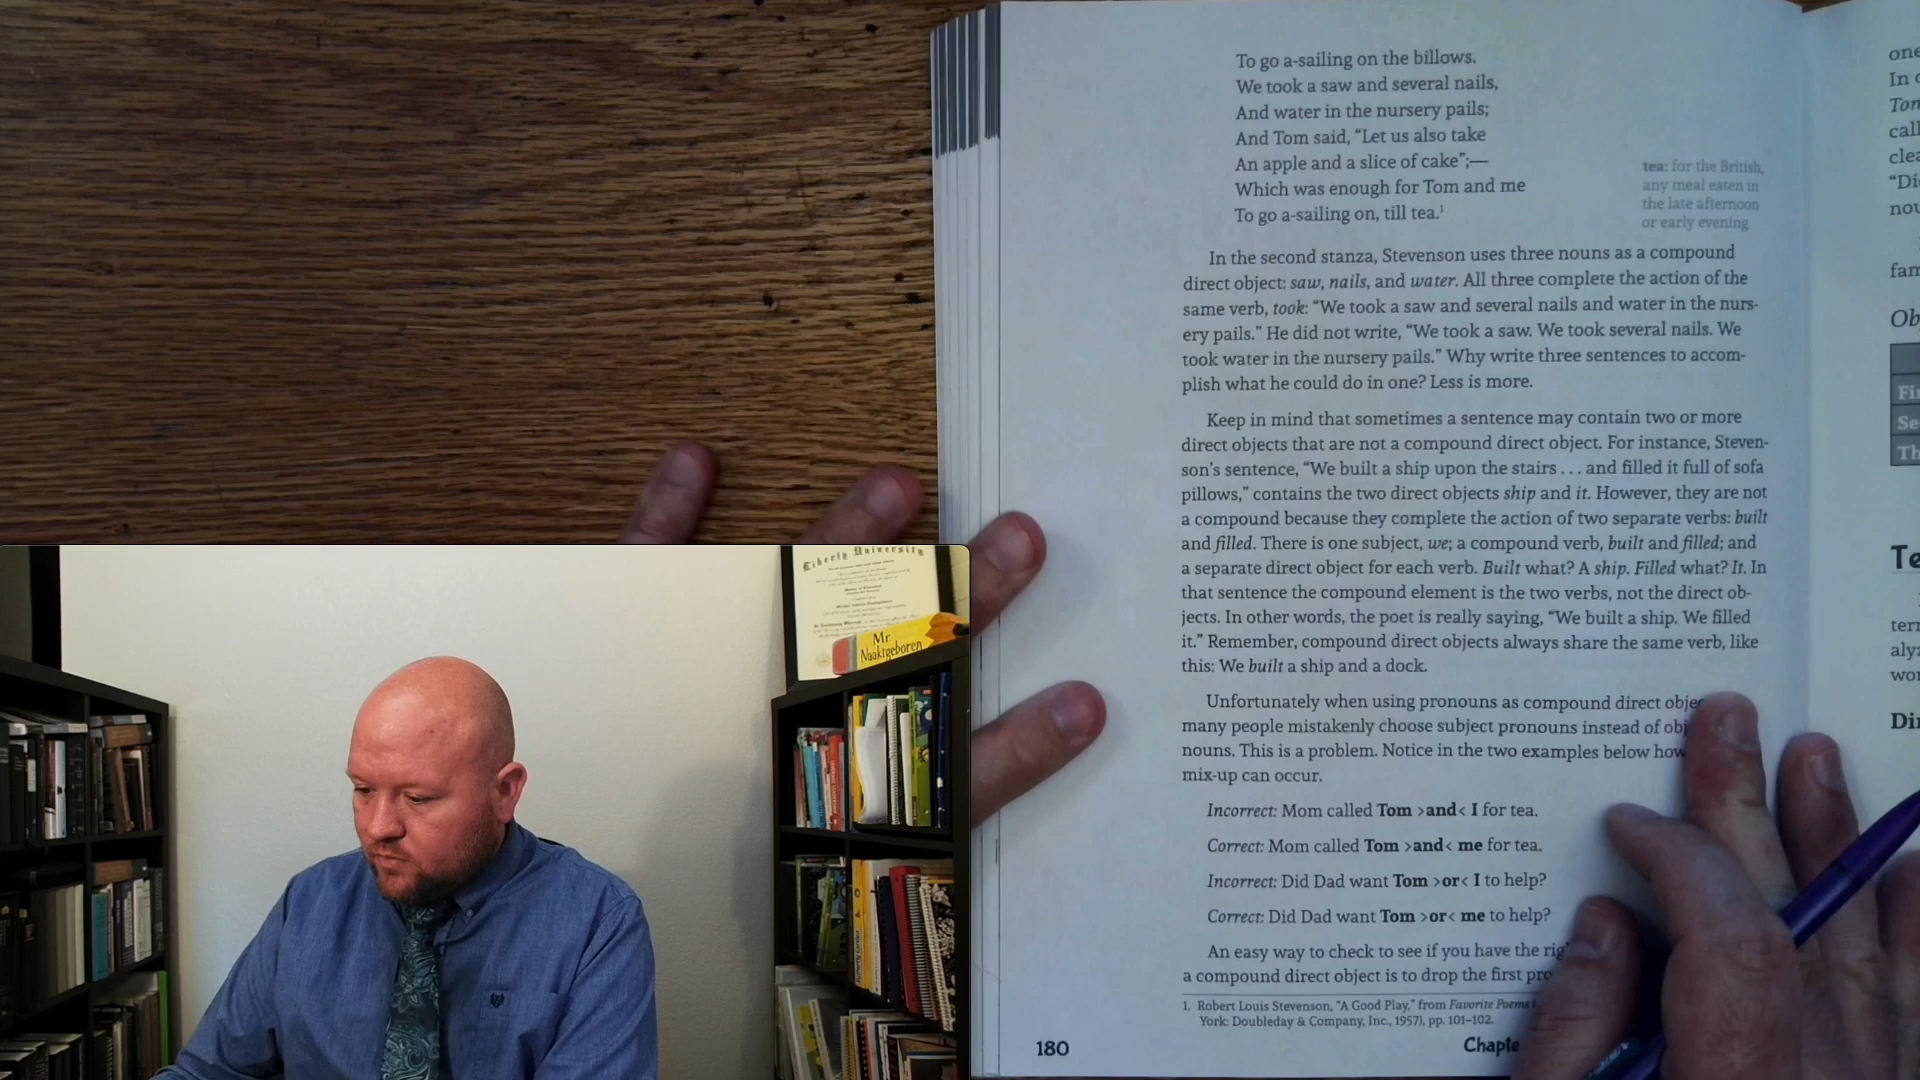 To go a-sailing on the billows.
We took a saw and several nails,
And water in the nursery pails;
And Tom said, “Let us also take
An apple and a slice of cake”;—
Which was enough for Tom and me
To go a-sailing on, till tea.¹
tea: for the British,
any meal eaten in
the late afternoon
or early evening
In the second stanza, Stevenson uses three nouns as a compound
direct object: saw, nails, and water. All three complete the action of the
same verb, took: “We took a saw and several nails and water in the nurs-
ery pails.” He did not write, “We took a saw. We took several nails. We
took water in the nursery pails.” Why write three sentences to accom-
plish what he could do in one? Less is more.
Keep in mind that sometimes a sentence may contain two or more
direct objects that are not a compound direct object. For instance, Steven-
son’s sentence, “We built a ship upon the stairs . . . and filled it full of sofa
pillows,” contains the two direct objects ship and it. However, they are not
a compound because they complete the action of two separate verbs: built
and filled. There is one subject, we; a compound verb, built and filled; and
a separate direct object for each verb. Built what? A ship. Filled what? It. In
that sentence the compound element is the two verbs, not the direct ob-
jects. In other words, the poet is really saying, “We built a ship. We filled
it.” Remember, compound direct objects always share the same verb, like
this: We built a ship and a dock.
Unfortunately when using pronouns as compound direct
many people mistakenly choose subject pronouns instead of
nouns. This is a problem. Notice in the two examples below how
mix-up can occur.
Incorrect: Mom called Tom >and< I for tea.
Correct: Mom called Tom >and< me for tea.
Incorrect: Did Dad want Tom >or< I to help?
Correct: Did Dad want Tom >or< me to help?
An easy way to check to see if you have the
a compound direct object is to drop the first
1. Robert Louis Stevenson, “A Good Play,” from Favorite Poems
York: Doubleday & Company, Inc., 1957), pp. 101–102.
180
one
In
call
“Di
nou
fam
Ob
Fi
Se
Th
Te
terr
aly
wor
Di
Liberty University
Mr.
Naaktgeboren